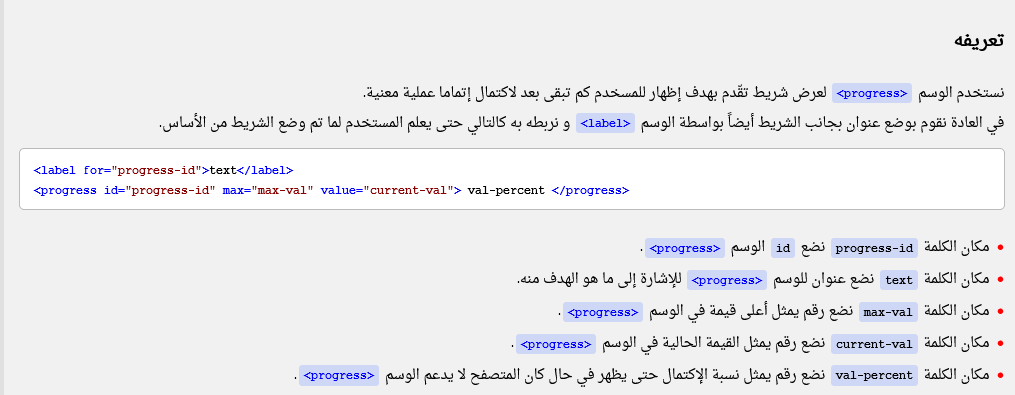 تعريفه
نستخدم الوسم <progress> لعرض شريط تقّدم بهدف إظهار للمسخدم كم تبقى بعد لاكتمال إتماما عملية معنية.
في العادة نقوم بوضع عنوان بجانب الشريط أيضاً بواسطة الوسم <label> و نربطه به كالتالي حتى يعلم المستخدم لما تم وضع الشريط من الأساس.
<label for="progress-id">text</label>
<progress id="progress-id" max="max-val" value="current-val"> val-percent </progress>
• مكان الكلمة progress-id نضع id الوسم <progress> .
• مكان الكلمة text نضع عنوان للوسم <progress> للإشارة إلى ما هو الهدف منه.
• مكان الكلمة max-val نضع رقم يمثل أعلى قيمة في الوسم <progress> .
• مكان الكلمة current-val نضع رقم يمثل القيمة الحالية في الوسم <progress> .
• مكان الكلمة val-percent نضع رقم يمثل نسبة الإكتمال حتى يظهر في حال كان المتصفح لا يدعم الوسم <progress> .